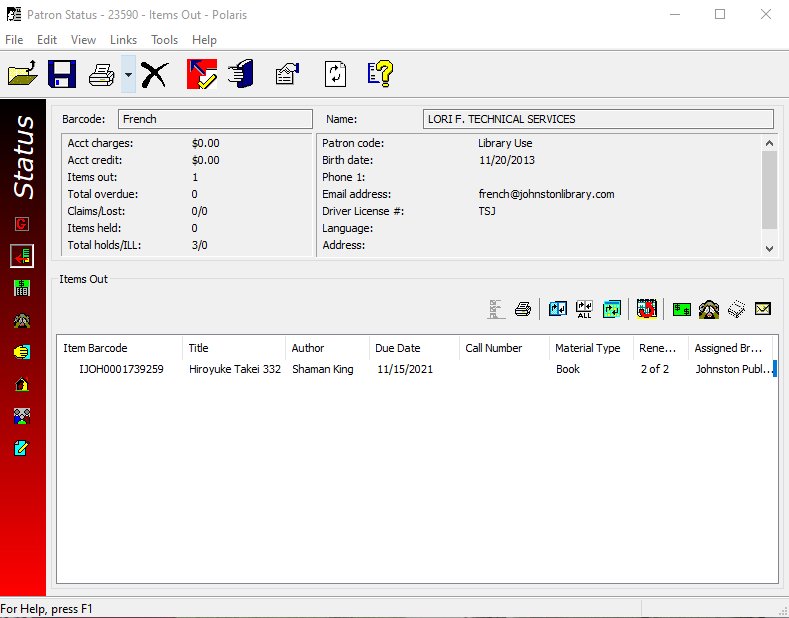 Patron Status - 23590 - Items Out - Polaris
File Edit View Links Tools Help
Status
Barcode: French Name: LORI F. TECHNICAL SERVICES
Acct charges: $0.00 Patron code: Library Use
Acct credit: $0.00 Birth date: 11/20/2013
Items out: 1 Phone 1:
Total overdue: 0 Email address: french@johnstonlibrary.com
Claims/Lost: 0/0 Driver License #: TSJ
Items held: 0 Language:
Total holds/ILL: 3/0 Address:
Items Out
ALL
Item Barcode Title Author Due Date Call Number Material Type Rene... Assigned Br...
IJOH0001739259 Hiroyuke Takei 332 Shaman King 11/15/2021 Book 2 of 2 Johnston Publ...
For Help, press F1